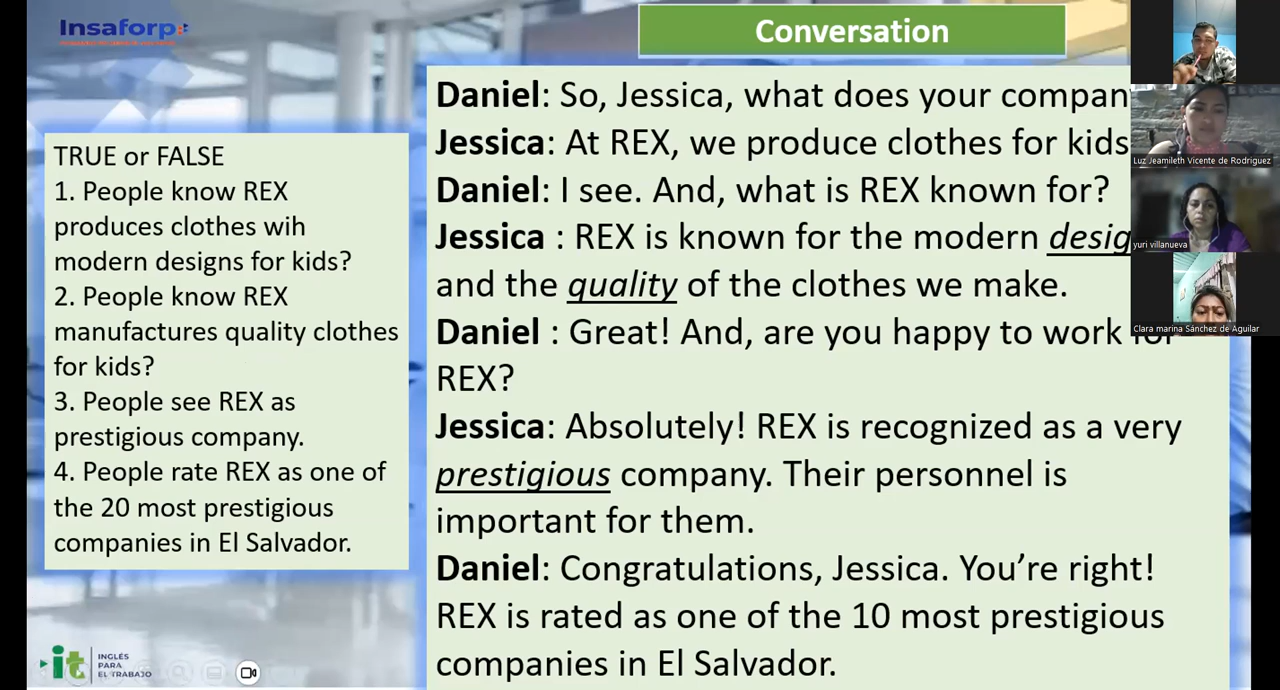 Insaforp
Conversation
TRUE or FALSE
1. People know REX
produces clothes wih
modern designs for kids?
2. People know REX
manufactures quality clothes
for kids?
3. People see REX as
prestigious company.
4. People rate REX as one of
the 20 most prestigious
companies in El Salvador.
Daniel: So, Jessica, what does your compan
Jessica: At REX, we produce clothes for kids
Daniel: I see. And, what is REX known for?
Jessica : REX is known for the modern desig
and the quality of the clothes we make.
Daniel : Great! And, are you happy to work for
REX?
Jessica: Absolutely! REX is recognized as a very
prestigious company. Their personnel is
important for them.
Daniel: Congratulations, Jessica. You’re right!
REX is rated as one of the 10 most prestigious
companies in El Salvador.
Luz Jeamileth Vicente de Rodriguez
yuri villanueva
Clara marina Sánchez de Aguilar
it
INGLÉS
PARA
EL TRABAJO